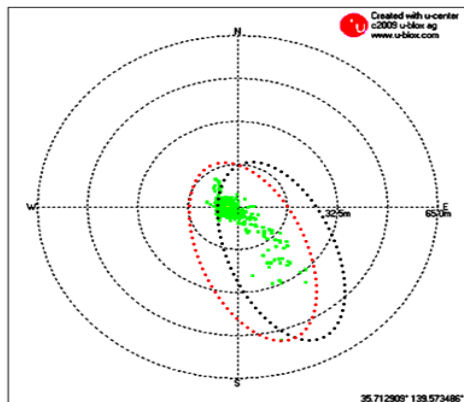 Created with u-center
c2009 u-blox ag
www.u-blox.com
u
N
W
32.5m
E
65.0m
S
35.712909° 139.573486°